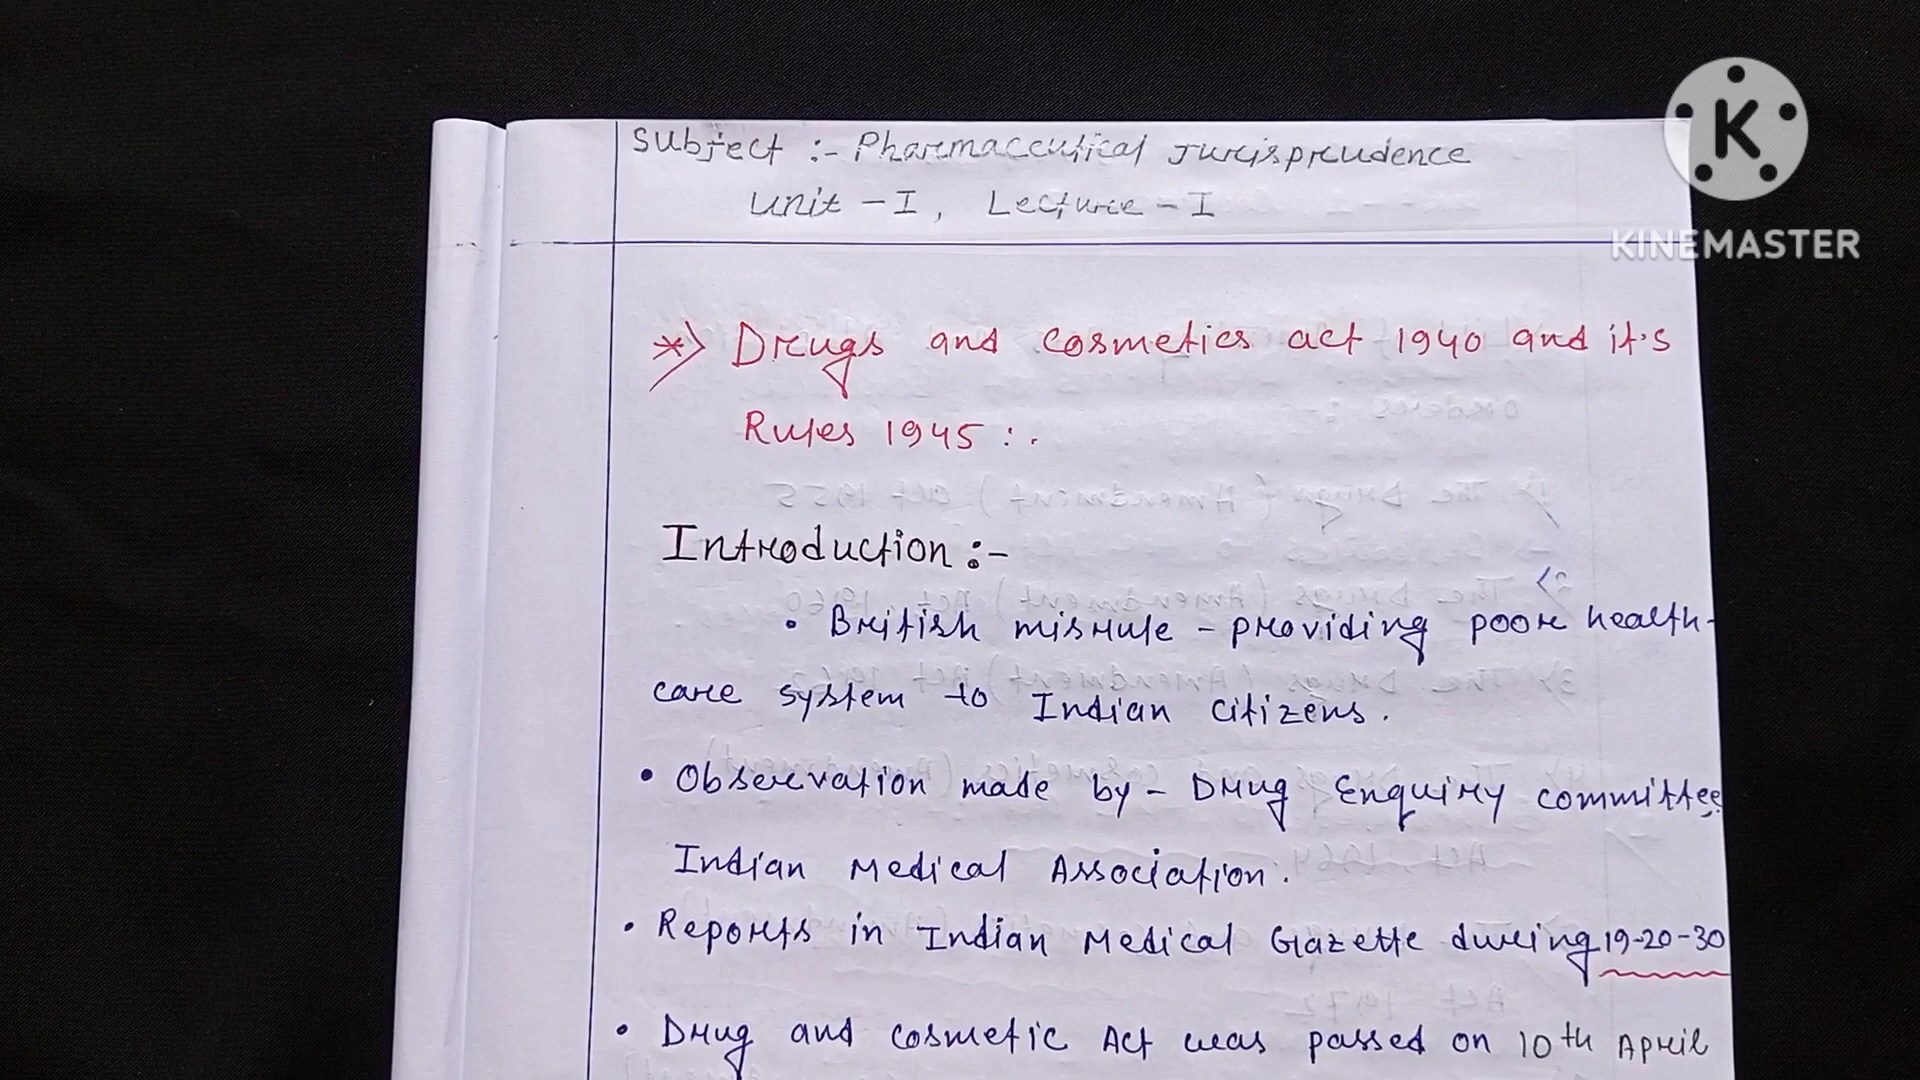 Subject :- Pharmaceutical Jurisprudence
Unit - I, Lecture - I
K
KINEMASTER
*> Drugs and cosmetics act 1940 and it's
Rules 1945 :.
Introduction :-
• British misrule - providing poor health-
care system to Indian citizens.
• Observation made by - Drug Enquiry committee,
Indian Medical Association.
• Reports in Indian Medical Gazette during 19-20-30
• Drug and cosmetic Act was passed on 10th April